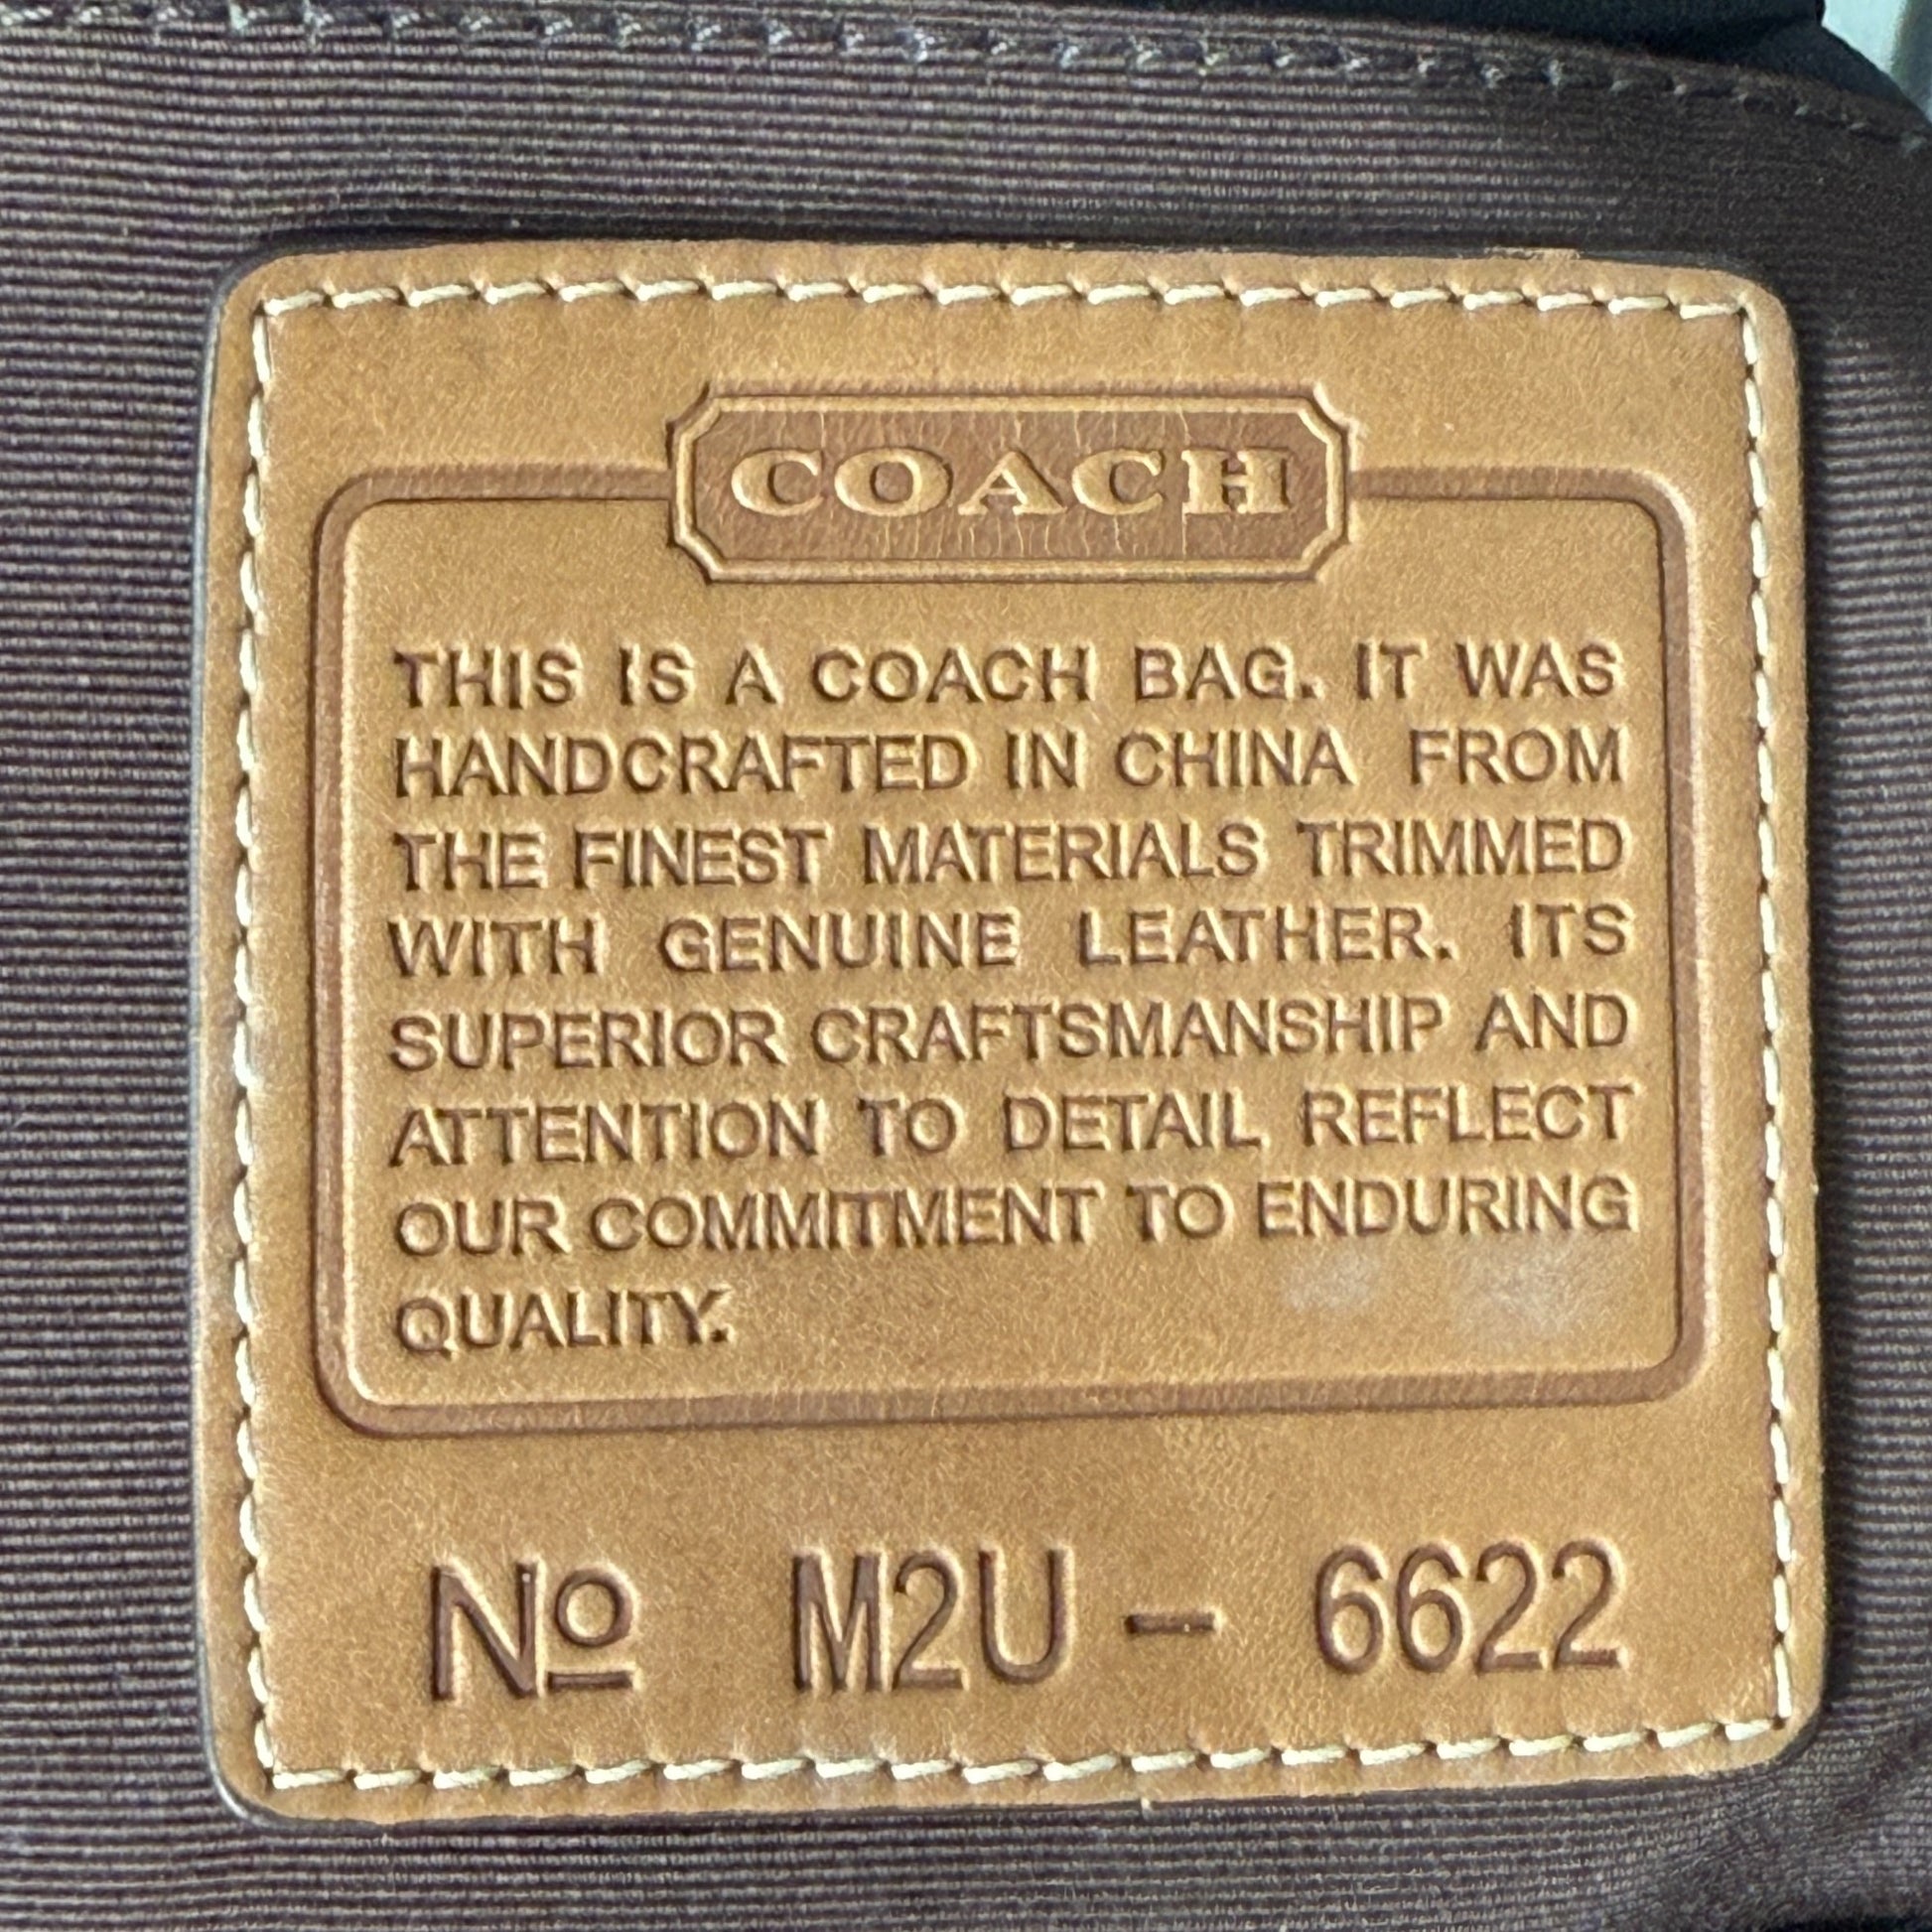 COACH
THIS IS A COACH BAG. IT WAS
HANDCRAFTED IN CHINA FROM
THE FINEST MATERIALS TRIMMED
WITH GENUINE LEATHER. ITS
SUPERIOR CRAFTSMANSHIP AND
ATTENTION TO DETAIL REFLECT
OUR COMMITMENT TO ENDURING
QUALITY.
Nº M2U - 6622